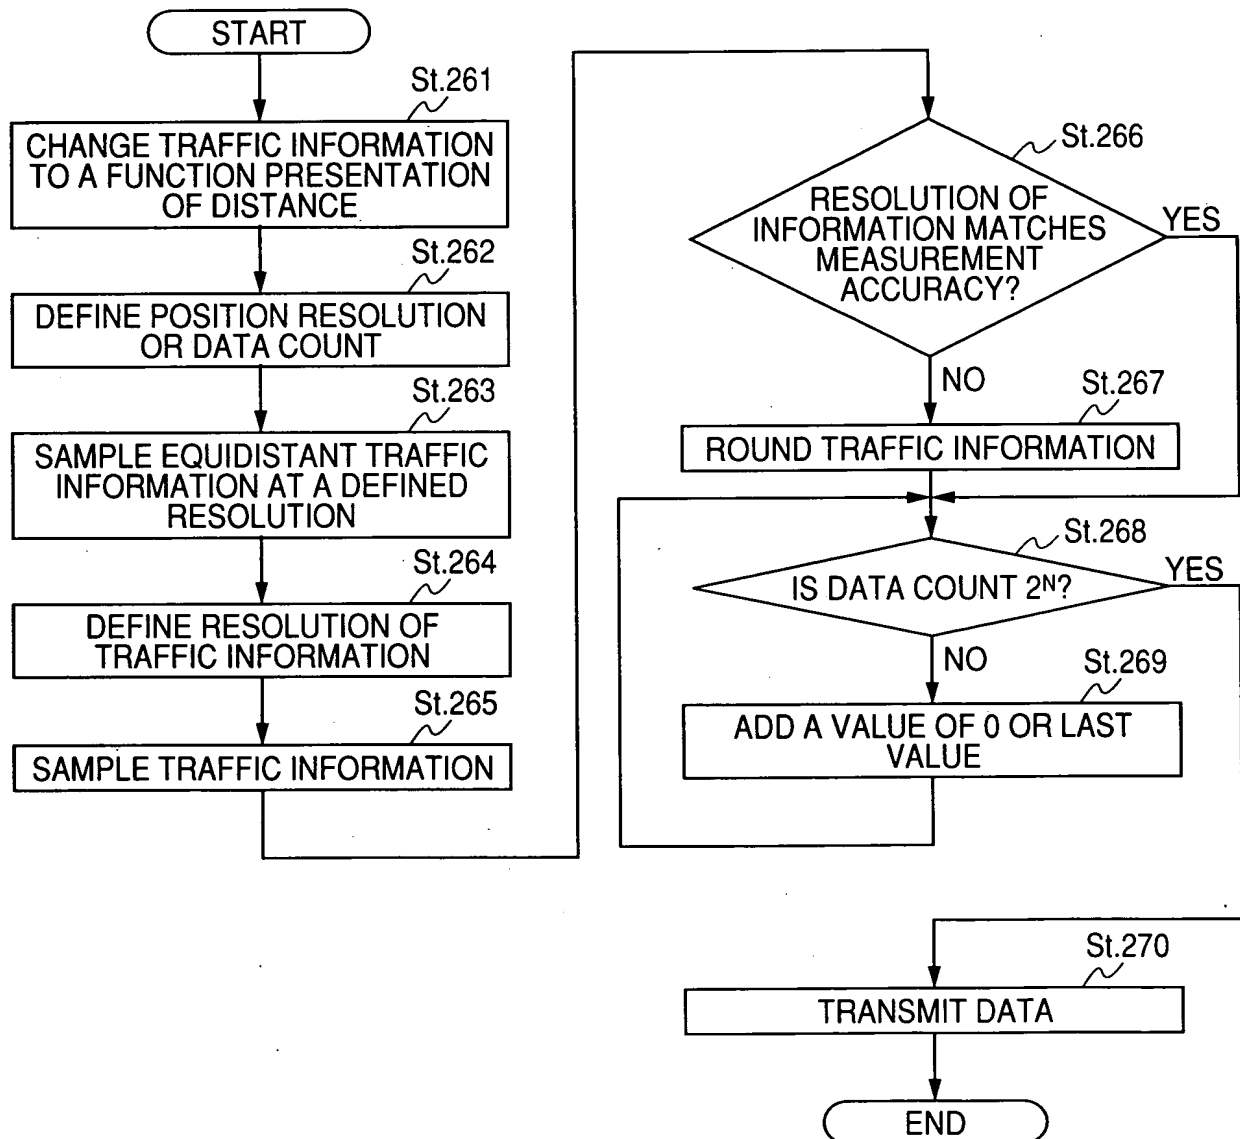 START
St.261
CHANGE TRAFFIC INFORMATION
TO A FUNCTION PRESENTATION
OF DISTANCE
St.262
DEFINE POSITION RESOLUTION
OR DATA COUNT
St.263
SAMPLE EQUIDISTANT TRAFFIC
INFORMATION AT A DEFINED
RESOLUTION
St.264
DEFINE RESOLUTION OF
TRAFFIC INFORMATION
St.265
SAMPLE TRAFFIC INFORMATION
St.266
RESOLUTION OF
INFORMATION MATCHES
MEASUREMENT
ACCURACY?
YES
NO
St.267
ROUND TRAFFIC INFORMATION
St.268
IS DATA COUNT 2ᴺ?
YES
NO
St.269
ADD A VALUE OF 0 OR LAST
VALUE
St.270
TRANSMIT DATA
END